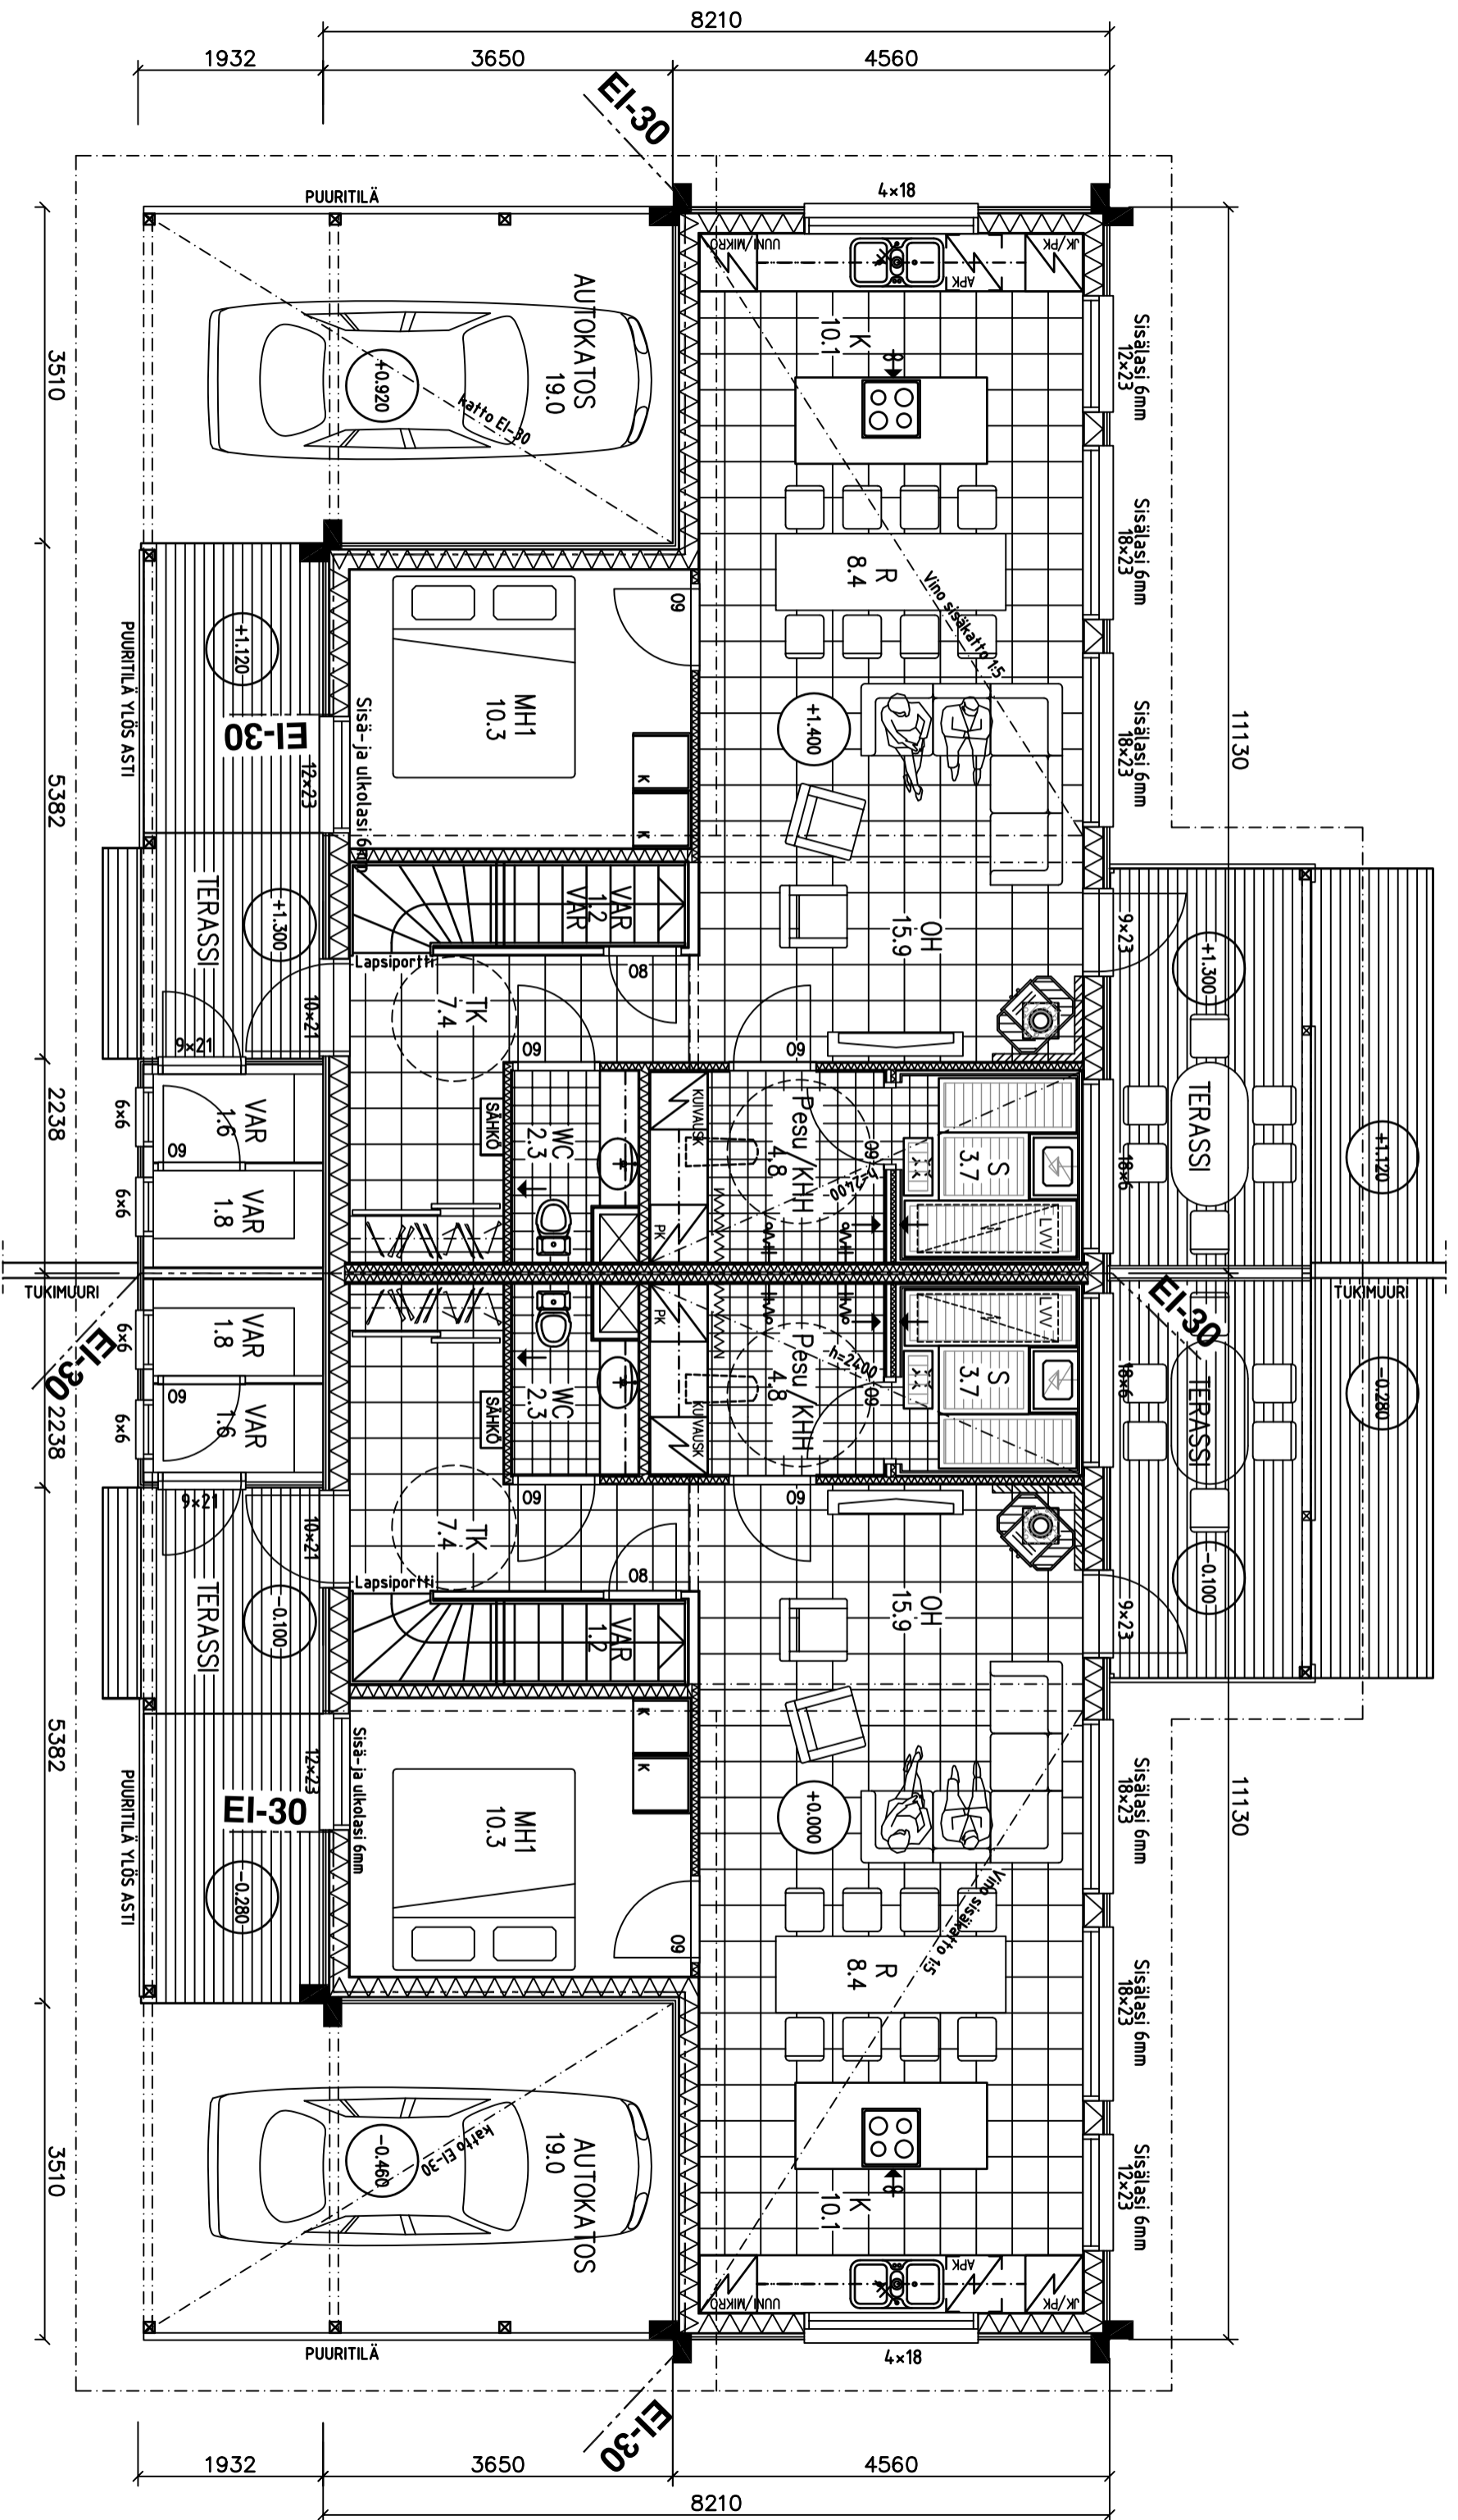 8210
1932
3650
4560
EI-30
PUURITILÄ
4×18
UUNI/MIKRO
APK
JK/PK
AUTOKATOS
19.0
+0.920
katto EI-30
K
10.1
Sisälasi 6mm
12×23
3510
R
8.4
Sisälasi 6mm
18×23
Vino sisäkatto 1:5
09
+1.120
PUURITILÄ YLÖS ASTI
EI-30
12×23
Sisä-ja ulkolasi 6mm
MH1
10.3
K
K
+1.400
Sisälasi 6mm
18×23
11130
5382
TERASSI
+1.300
VAR
1.2
VAR
Lapsiportti
08
OH
15.9
9×23
+1.300
10×21
9×21
TK
7.4
09
09
2238
6×6
VAR
1.6
09
SÄHKÖ
WC
2.3
KUIVAUSK
Pesu/KHH
4.8
09
h=2400
S
3.7
18×6
TERASSI
+1.120
6×6
VAR
1.8
PK
LVV
TUKIMUURI
TUKIMUURI
EI-30
EI-30
6×6
VAR
1.8
PK
LVV
2238
6×6
VAR
1.6
09
SÄHKÖ
WC
2.3
KUIVAUSK
Pesu/KHH
4.8
09
h=2400
S
3.7
18×6
TERASSI
-0.280
9×21
10×21
TK
7.4
09
09
-0.100
TERASSI
-0.100
Lapsiportti
08
VAR
1.2
OH
15.9
9×23
5382
12×23
EI-30
Sisä-ja ulkolasi 6mm
K
K
MH1
10.3
+0.000
Sisälasi 6mm
18×23
11130
PUURITILÄ YLÖS ASTI
-0.280
09
R
8.4
Vino sisäkatto 1:5
Sisälasi 6mm
18×23
3510
AUTOKATOS
19.0
-0.460
katto EI-30
K
10.1
Sisälasi 6mm
12×23
UUNI/MIKRO
APK
JK/PK
PUURITILÄ
4×18
EI-30
1932
3650
4560
8210